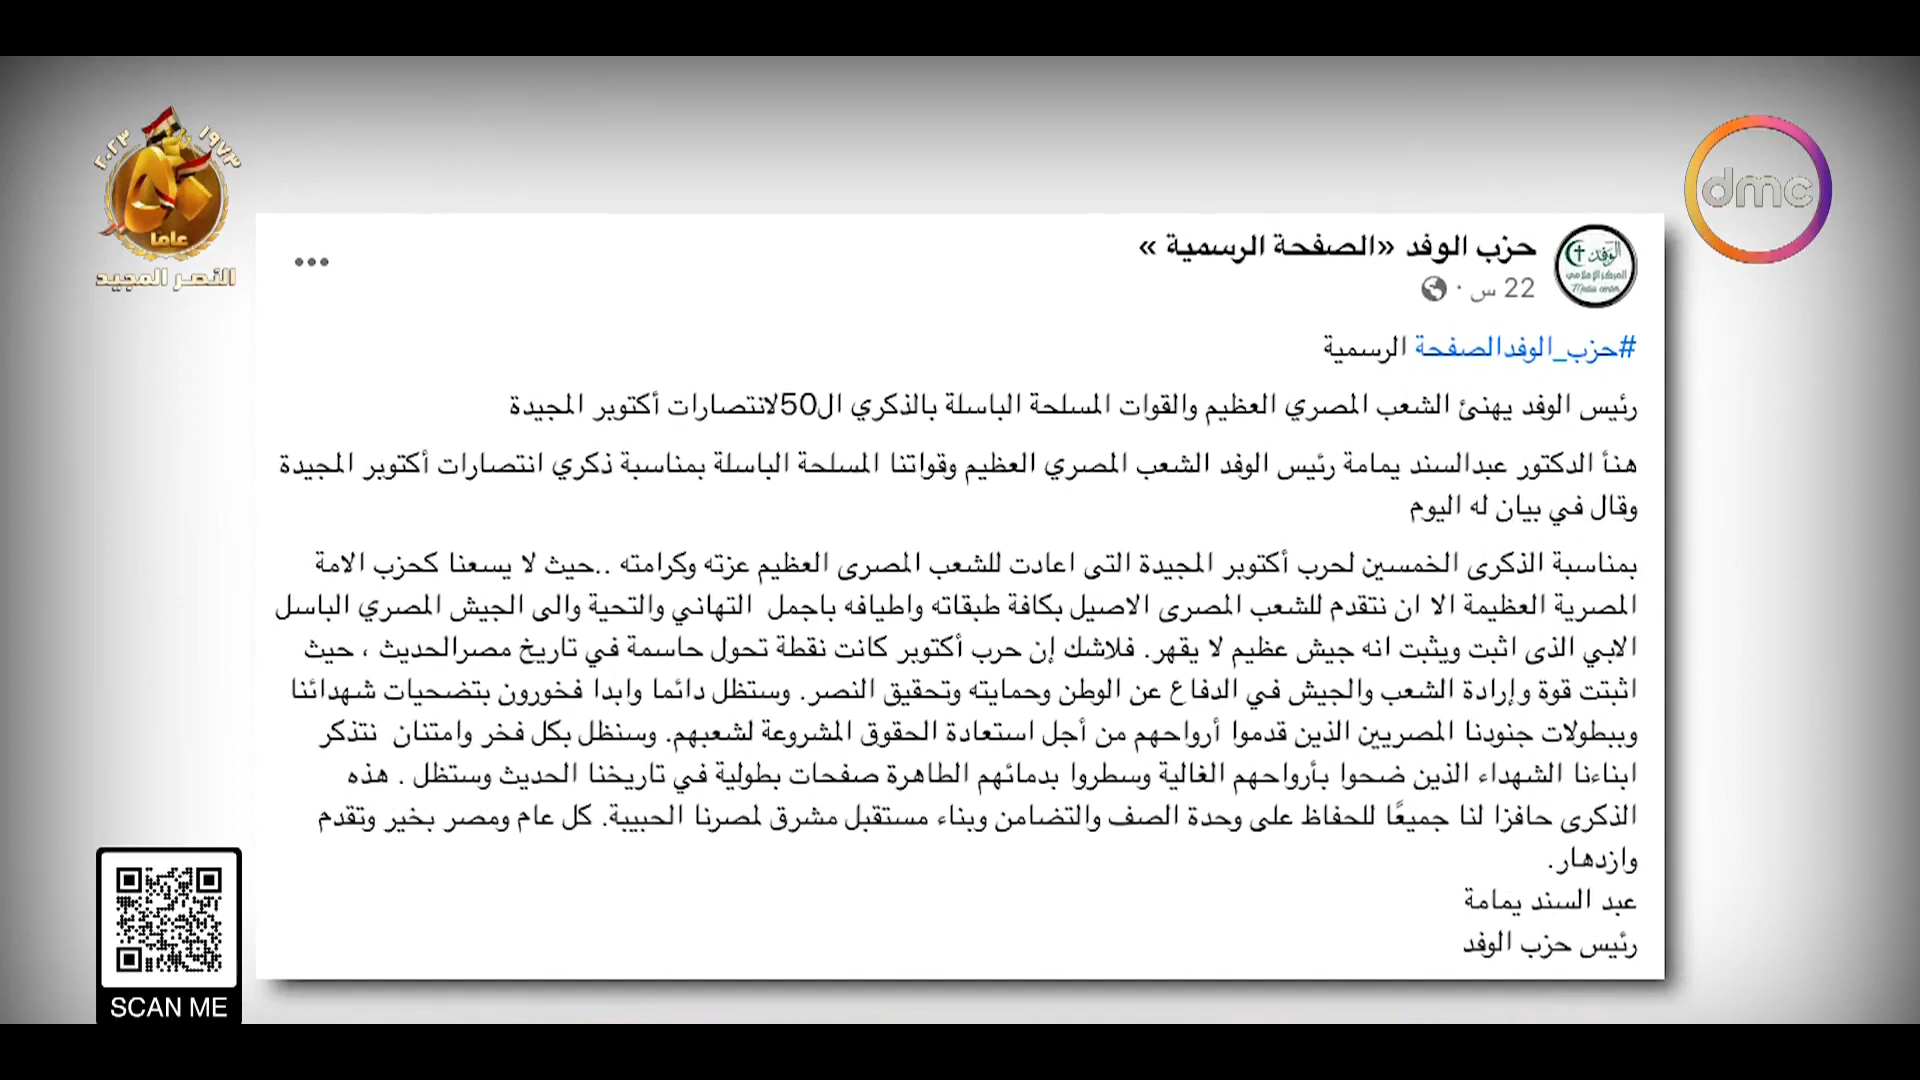 ١٩٧٣
٢٠٢٣
٥٠
عاما
النصر المجيد
dmc
حزب الوفد «الصفحة الرسمية »
22 س ·
الوفد
المركز الإعلامي
Media center
#حزب_الوفدالصفحة الرسمية
رئيس الوفد يهنئ الشعب المصري العظيم والقوات المسلحة الباسلة بالذكري ال50لانتصارات أكتوبر المجيدة
هنأ الدكتور عبدالسند يمامة رئيس الوفد الشعب المصري العظيم وقواتنا المسلحة الباسلة بمناسبة ذكري انتصارات أكتوبر المجيدة
وقال في بيان له اليوم
بمناسبة الذكرى الخمسين لحرب أكتوبر المجيدة التى اعادت للشعب المصرى العظيم عزته وكرامته ..حيث لا يسعنا كحزب الامة
المصرية العظيمة الا ان نتقدم للشعب المصرى الاصيل بكافة طبقاته واطيافه باجمل التهاني والتحية والى الجيش المصري الباسل
الابي الذى اثبت ويثبت انه جيش عظيم لا يقهر. فلاشك إن حرب أكتوبر كانت نقطة تحول حاسمة في تاريخ مصرالحديث ، حيث
اثبتت قوة وإرادة الشعب والجيش في الدفاع عن الوطن وحمايته وتحقيق النصر. وستظل دائما وابدا فخورون بتضحيات شهدائنا
وببطولات جنودنا المصريين الذين قدموا أرواحهم من أجل استعادة الحقوق المشروعة لشعبهم. وسنظل بكل فخر وامتنان نتذكر
ابناءنا الشهداء الذين ضحوا بأرواحهم الغالية وسطروا بدمائهم الطاهرة صفحات بطولية في تاريخنا الحديث وستظل . هذه
الذكرى حافزا لنا جميعًا للحفاظ على وحدة الصف والتضامن وبناء مستقبل مشرق لمصرنا الحبيبة. كل عام ومصر بخير وتقدم
وازدهار.
عبد السند يمامة
رئيس حزب الوفد
SCAN ME